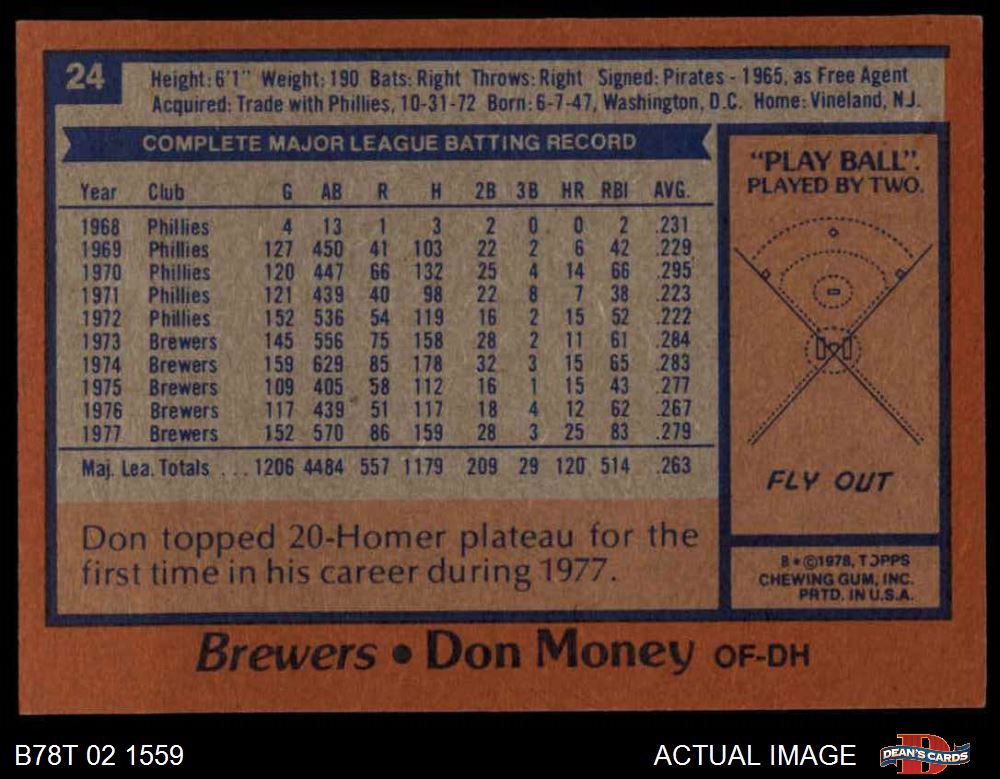 24
Height: 6'1" Weight: 190 Bats: Right Throws: Right Signed: Pirates - 1965, as Free Agent
Acquired: Trade with Phillies, 10-31-72 Born: 6-7-47, Washington, D.C. Home: Vineland, N.J.
COMPLETE MAJOR LEAGUE BATTING RECORD
Year Club G AB R H 2B 3B HR RBI AVG.
1968 Phillies 4 13 1 3 2 0 0 2 .231
1969 Phillies 127 450 41 103 22 2 6 42 .229
1970 Phillies 120 447 66 132 25 4 14 66 .295
1971 Phillies 121 439 40 98 22 8 7 38 .223
1972 Phillies 152 536 54 119 16 2 15 52 .222
1973 Brewers 145 556 75 158 28 2 11 61 .284
1974 Brewers 159 629 85 178 32 3 15 65 .283
1975 Brewers 109 405 58 112 16 1 15 43 .277
1976 Brewers 117 439 51 117 18 4 12 62 .267
1977 Brewers 152 570 86 159 28 3 25 83 .279
Maj. Lea. Totals ... 1206 4484 557 1179 209 29 120 514 .263
Don topped 20-Homer plateau for the
first time in his career during 1977.
"PLAY BALL".
PLAYED BY TWO.
FLY OUT
B•©1978, TOPPS
CHEWING GUM, INC.
PRTD. IN U.S.A.
Brewers • Don Money OF-DH
B78T 02 1559
ACTUAL IMAGE
DEAN'S CARDS